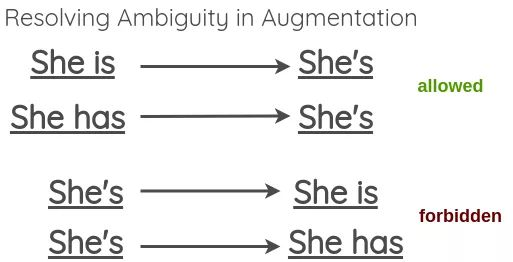 Resolving Ambiguity in Augmentation
She is She's
allowed
She has She's
She's She is
forbidden
She's She has